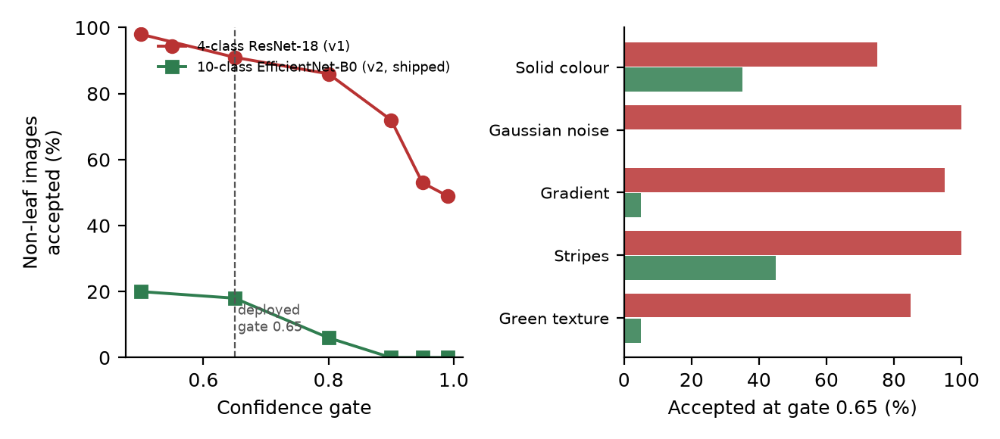 Non-leaf images
accepted (%)
100
80
60
40
20
0
4-class ResNet-18 (v1)
10-class EfficientNet-B0 (v2, shipped)
deployed
gate 0.65
0.6 0.8 1.0
Confidence gate
Solid colour
Gaussian noise
Gradient
Stripes
Green texture
0 20 40 60 80 100
Accepted at gate 0.65 (%)